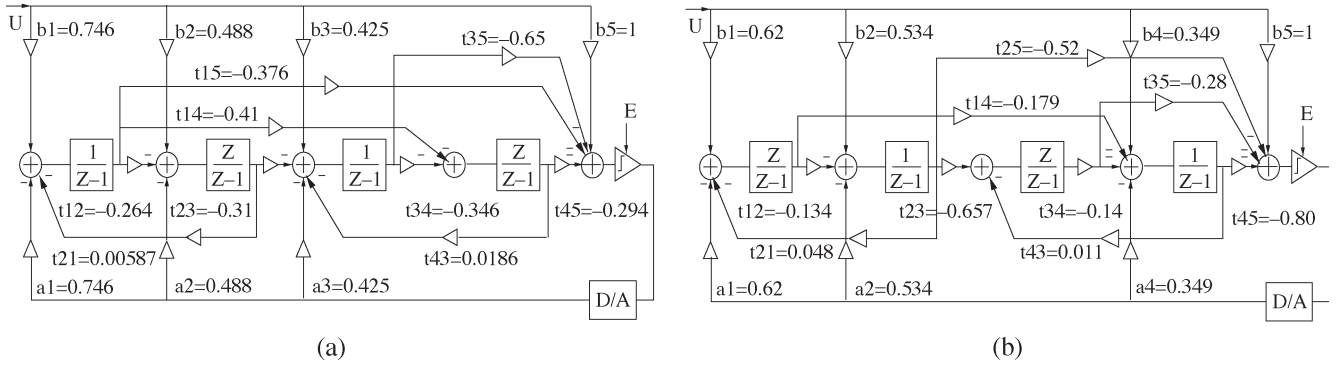 U
b1=0.746
b2=0.488
b3=0.425
b5=1
t35=–0.65
t15=–0.376
t14=–0.41
E
1
Z–1
Z
Z–1
1
Z–1
Z
Z–1
t12=–0.264
t23=–0.31
t34=–0.346
t45=–0.294
t21=0.00587
t43=0.0186
a1=0.746
a2=0.488
a3=0.425
D/A
(a)
U
b1=0.62
b2=0.534
b4=0.349
b5=1
t25=–0.52
t35=–0.28
t14=–0.179
E
Z
Z–1
1
Z–1
Z
Z–1
1
Z–1
t12=–0.134
t23=–0.657
t34=–0.14
t45=–0.80
t21=0.048
t43=0.011
a1=0.62
a2=0.534
a4=0.349
D/A
(b)